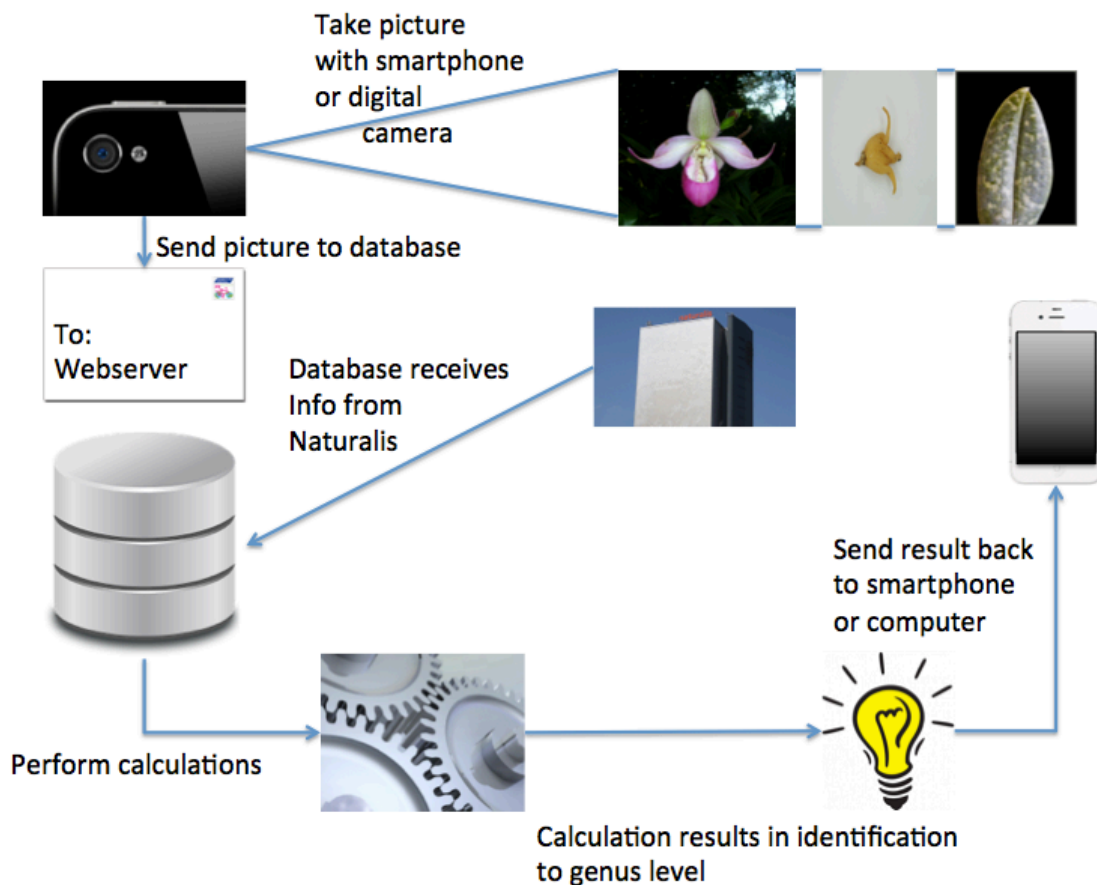 Take picture
with smartphone
or digital
camera
Send picture to database
To:
Webserver
Database receives
Info from
Naturalis
Send result back
to smartphone
or computer
Perform calculations
Calculation results in identification
to genus level